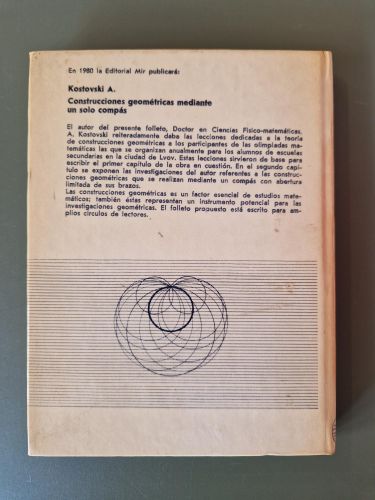 En 1980 la Editorial Mir publicará:
Kostovski A.
Construcciones geométricas mediante
un solo compás
El autor del presente folleto, Doctor en Ciencias Físico-matemáticas,
A. Kostovski reiteradamente daba las lecciones dedicadas a la teoría
de construcciones geométricas a los participantes de las olimpíadas ma-
temáticas las que se organizan anualmente para los alumnos de escuelas
secundarias en la ciudad de Lvov. Estas lecciones sirvieron de base para
escribir el primer capítulo de la obra en cuestión. En el segundo capí-
tulo se exponen las investigaciones del autor referentes a las construc-
ciones geométricas que se realizan mediante un compás con abertura
limitada de sus brazos.
Las construcciones geométricas es un factor esencial de estudios mate-
máticos; también éstas representan un instrumento potencial para las
investigaciones geométricas. El folleto propuesto está escrito para am-
plios círculos de lectores.